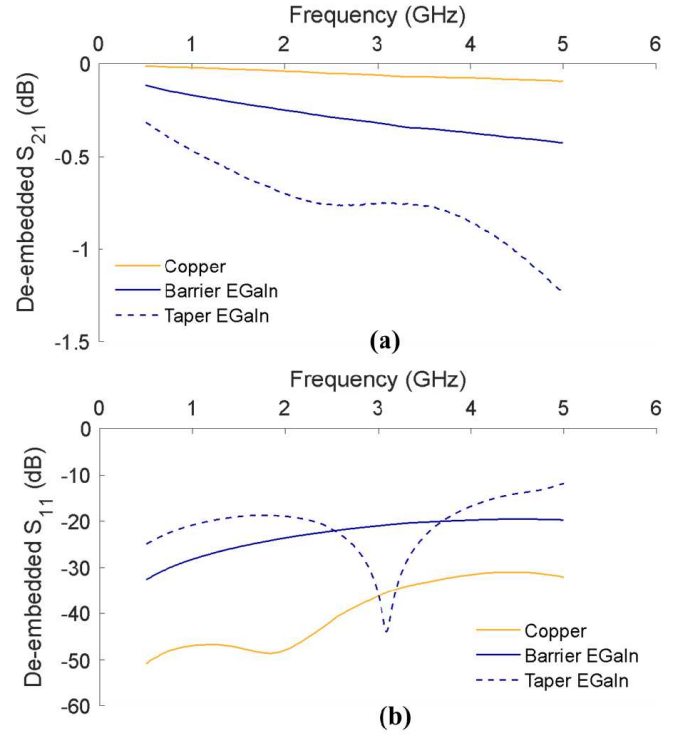 Frequency (GHz)
0 1 2 3 4 5 6
De-embedded S21 (dB)
0
-0.5
-1
-1.5
Copper
Barrier EGaIn
Taper EGaIn
(a)
Frequency (GHz)
0 1 2 3 4 5 6
De-embedded S11 (dB)
0
-10
-20
-30
-40
-50
-60
Copper
Barrier EGaIn
Taper EGaIn
(b)